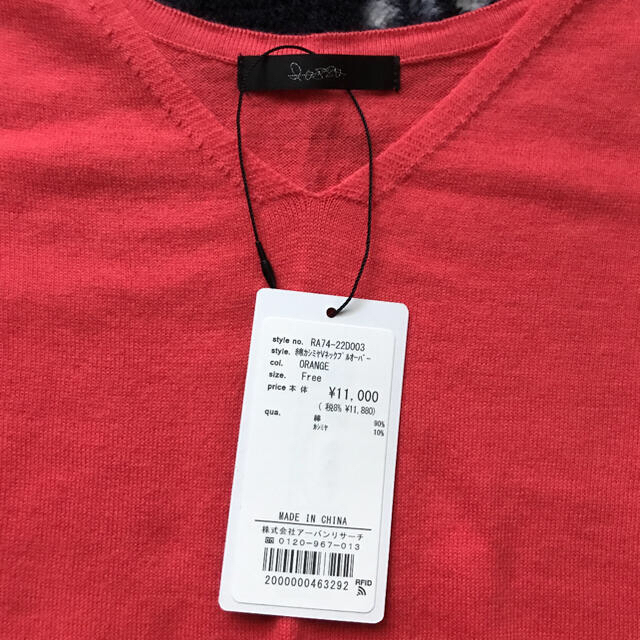 style no. RA74-22D003
style. 綿ｶｼﾐﾔVﾈｯｸﾌﾟﾙｵｰﾊﾞｰ
col. ORANGE
size. Free
price 本体 ¥11,000
( 税8% ¥11,880)
qua. 綿 90%
ｶｼﾐﾔ 10%
MADE IN CHINA
株式会社アーバンリサーチ
0120-967-013
2000000463292
RFID